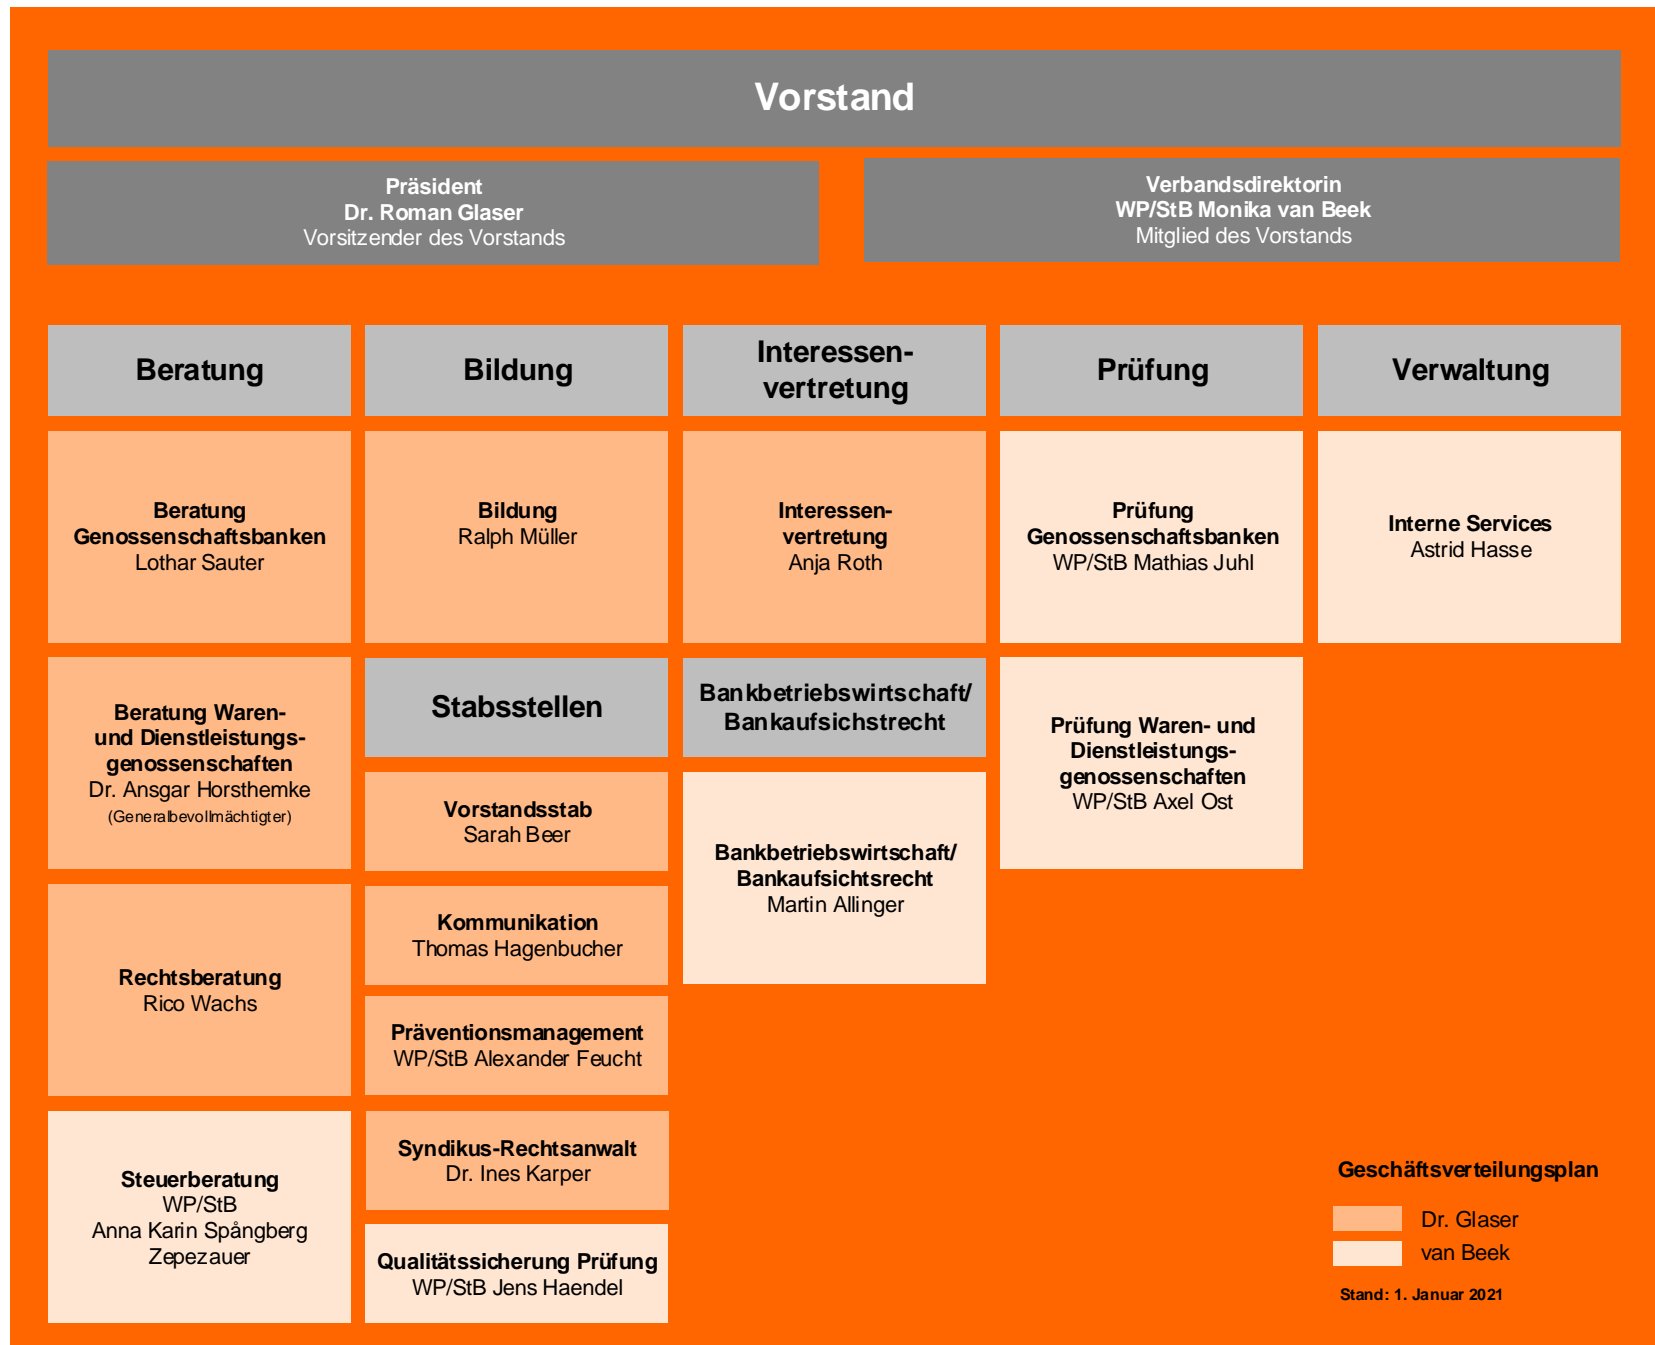 Vorstand
Präsident
Dr. Roman Glaser
Vorsitzender des Vorstands
Verbandsdirektorin
WP/StB Monika van Beek
Mitglied des Vorstands
Beratung
Bildung
Interessen-
vertretung
Prüfung
Verwaltung
Beratung
Genossenschaftsbanken
Lothar Sauter
Bildung
Ralph Müller
Interessen-
vertretung
Anja Roth
Prüfung
Genossenschaftsbanken
WP/StB Mathias Juhl
Interne Services
Astrid Hasse
Beratung Waren-
und Dienstleistungs-
genossenschaften
Dr. Ansgar Horsthemke
(Generalbevollmächtigter)
Stabsstellen
Bankbetriebswirtschaft/
Bankaufsichstrecht
Prüfung Waren- und
Dienstleistungs-
genossenschaften
WP/StB Axel Ost
Vorstandsstab
Sarah Beer
Bankbetriebswirtschaft/
Bankaufsichtsrecht
Martin Allinger
Rechtsberatung
Rico Wachs
Kommunikation
Thomas Hagenbucher
Präventionsmanagement
WP/StB Alexander Feucht
Steuerberatung
WP/StB
Anna Karin Spångberg
Zepezauer
Syndikus-Rechtsanwalt
Dr. Ines Karper
Qualitätssicherung Prüfung
WP/StB Jens Haendel
Geschäftsverteilungsplan
Dr. Glaser
van Beek
Stand: 1. Januar 2021